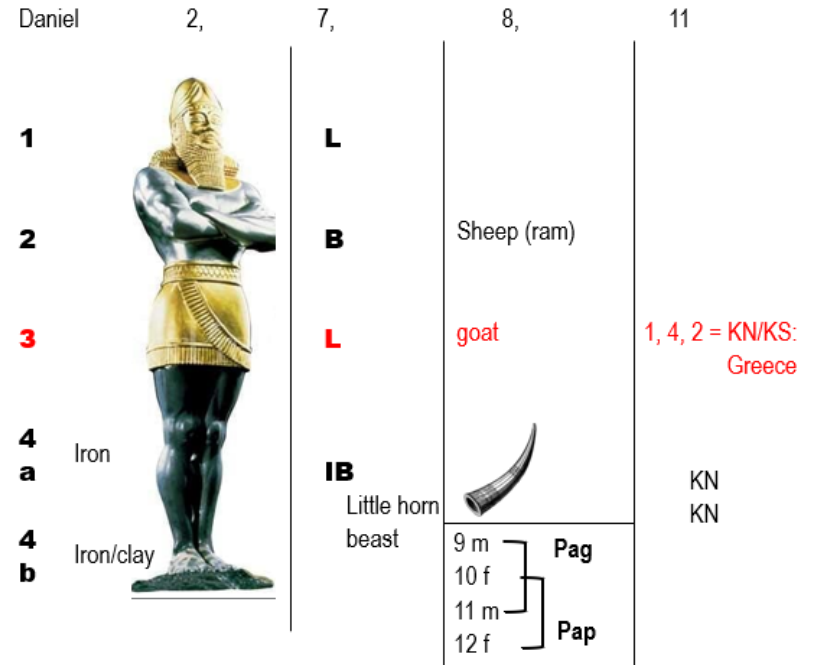 Daniel 2, 7, 8, 11
1 L
2 B Sheep (ram)
3 L goat 1, 4, 2 = KN/KS:
Greece
4
a Iron IB KN
Little horn KN
beast
4
b Iron/clay
9 m Pag
10 f
11 m
12 f Pap